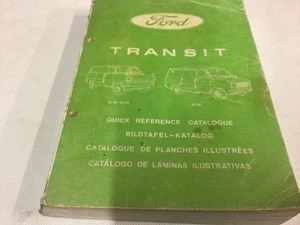 Ford
TRANSIT
QUICK REFERENCE CATALOGUE
BILDTAFEL-KATALOG
CATALOGUE DE PLANCHES ILLUSTRÉES
CATÁLOGO DE LÁMINAS ILUSTRATIVAS